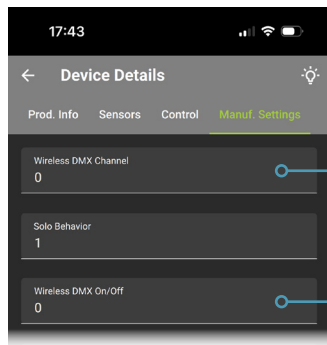 17:43
Device Details
Prod. Info Sensors Control Manuf. Settings
Wireless DMX Channel
0
Solo Behavior
1
Wireless DMX On/Off
0